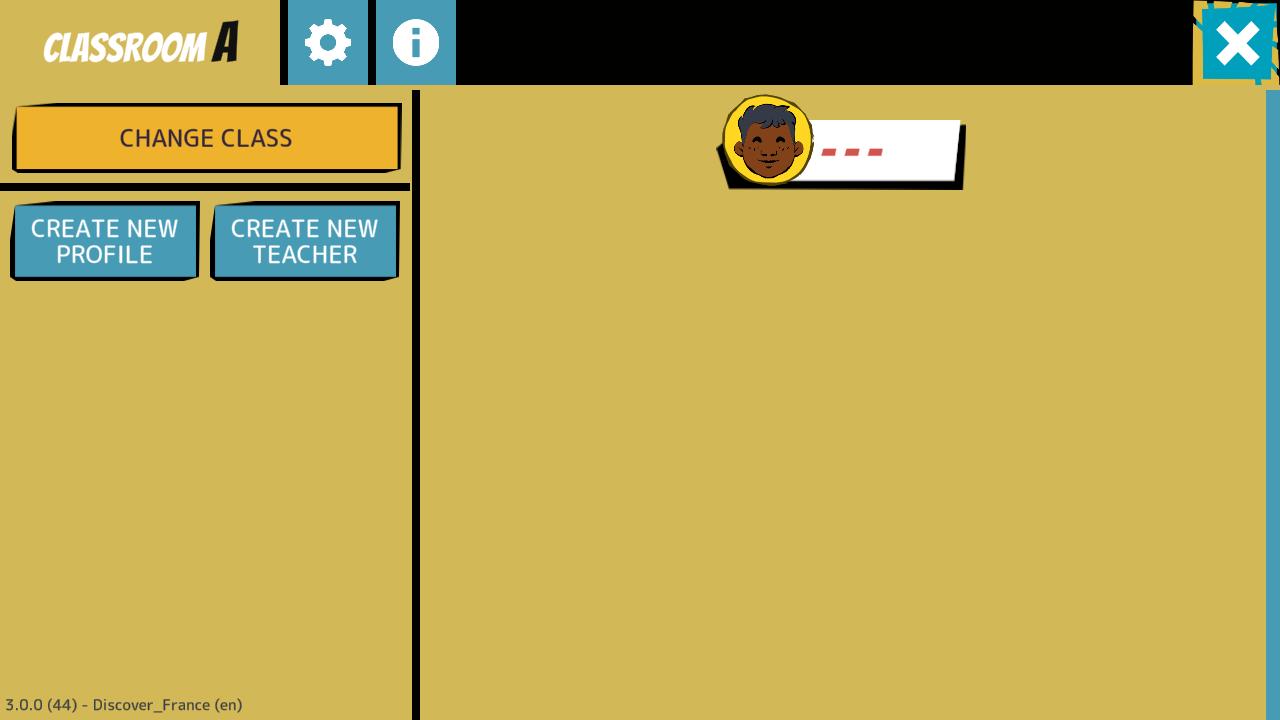 CLASSROOM A
CHANGE CLASS
CREATE NEW
PROFILE
CREATE NEW
TEACHER
---
3.0.0 (44) - Discover_France (en)